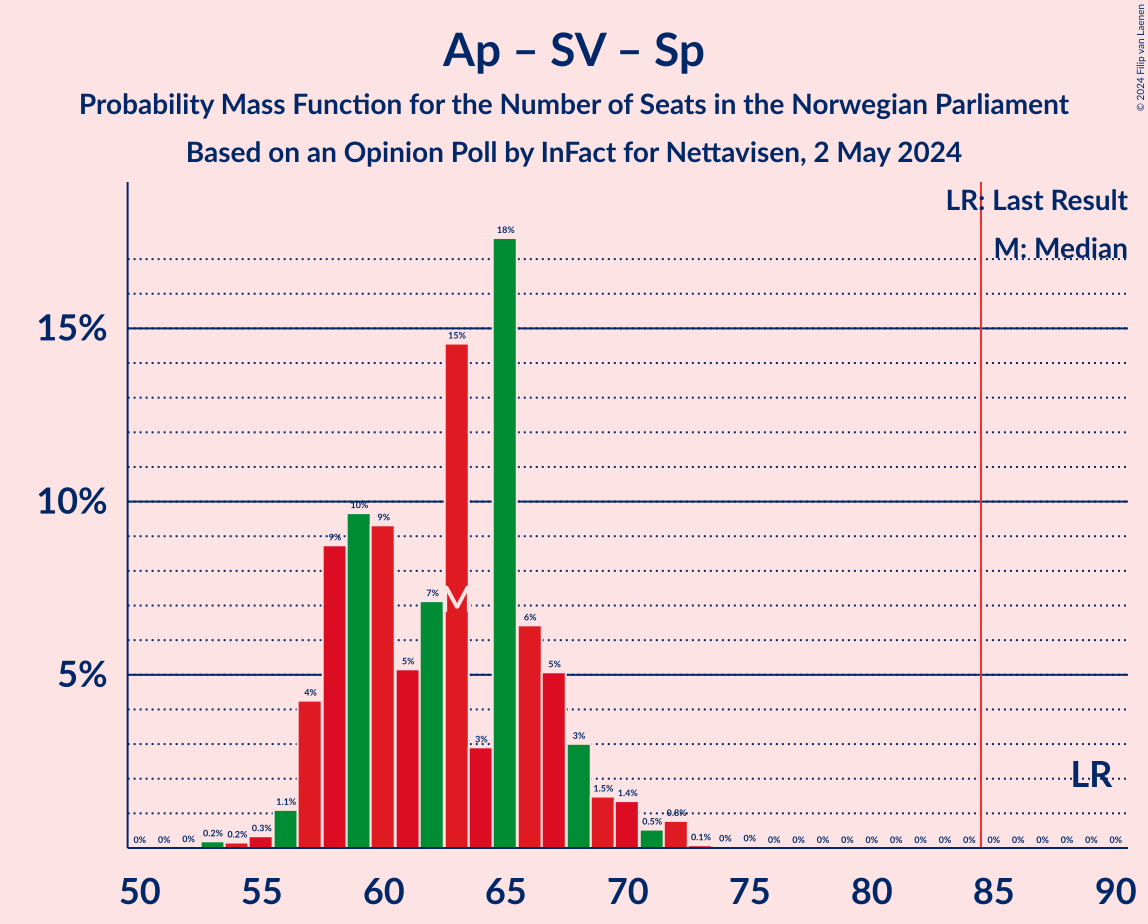 Ap – SV – Sp
Probability Mass Function for the Number of Seats in the Norwegian Parliament
Based on an Opinion Poll by InFact for Nettavisen, 2 May 2024
© 2024 Filip van Laenen
LR: Last Result
M: Median
15%
10%
5%
0% 0% 0% 0.2% 0.2% 0.3% 1.1% 4% 9% 10% 9% 5% 7% 15% 3% 18% 6% 5% 3% 1.5% 1.4% 0.5% 0.8% 0.1% 0% 0% 0% 0% 0% 0% 0% 0% 0% 0% 0% 0% 0% 0% 0% 0% 0%
M
LR
50 55 60 65 70 75 80 85 90